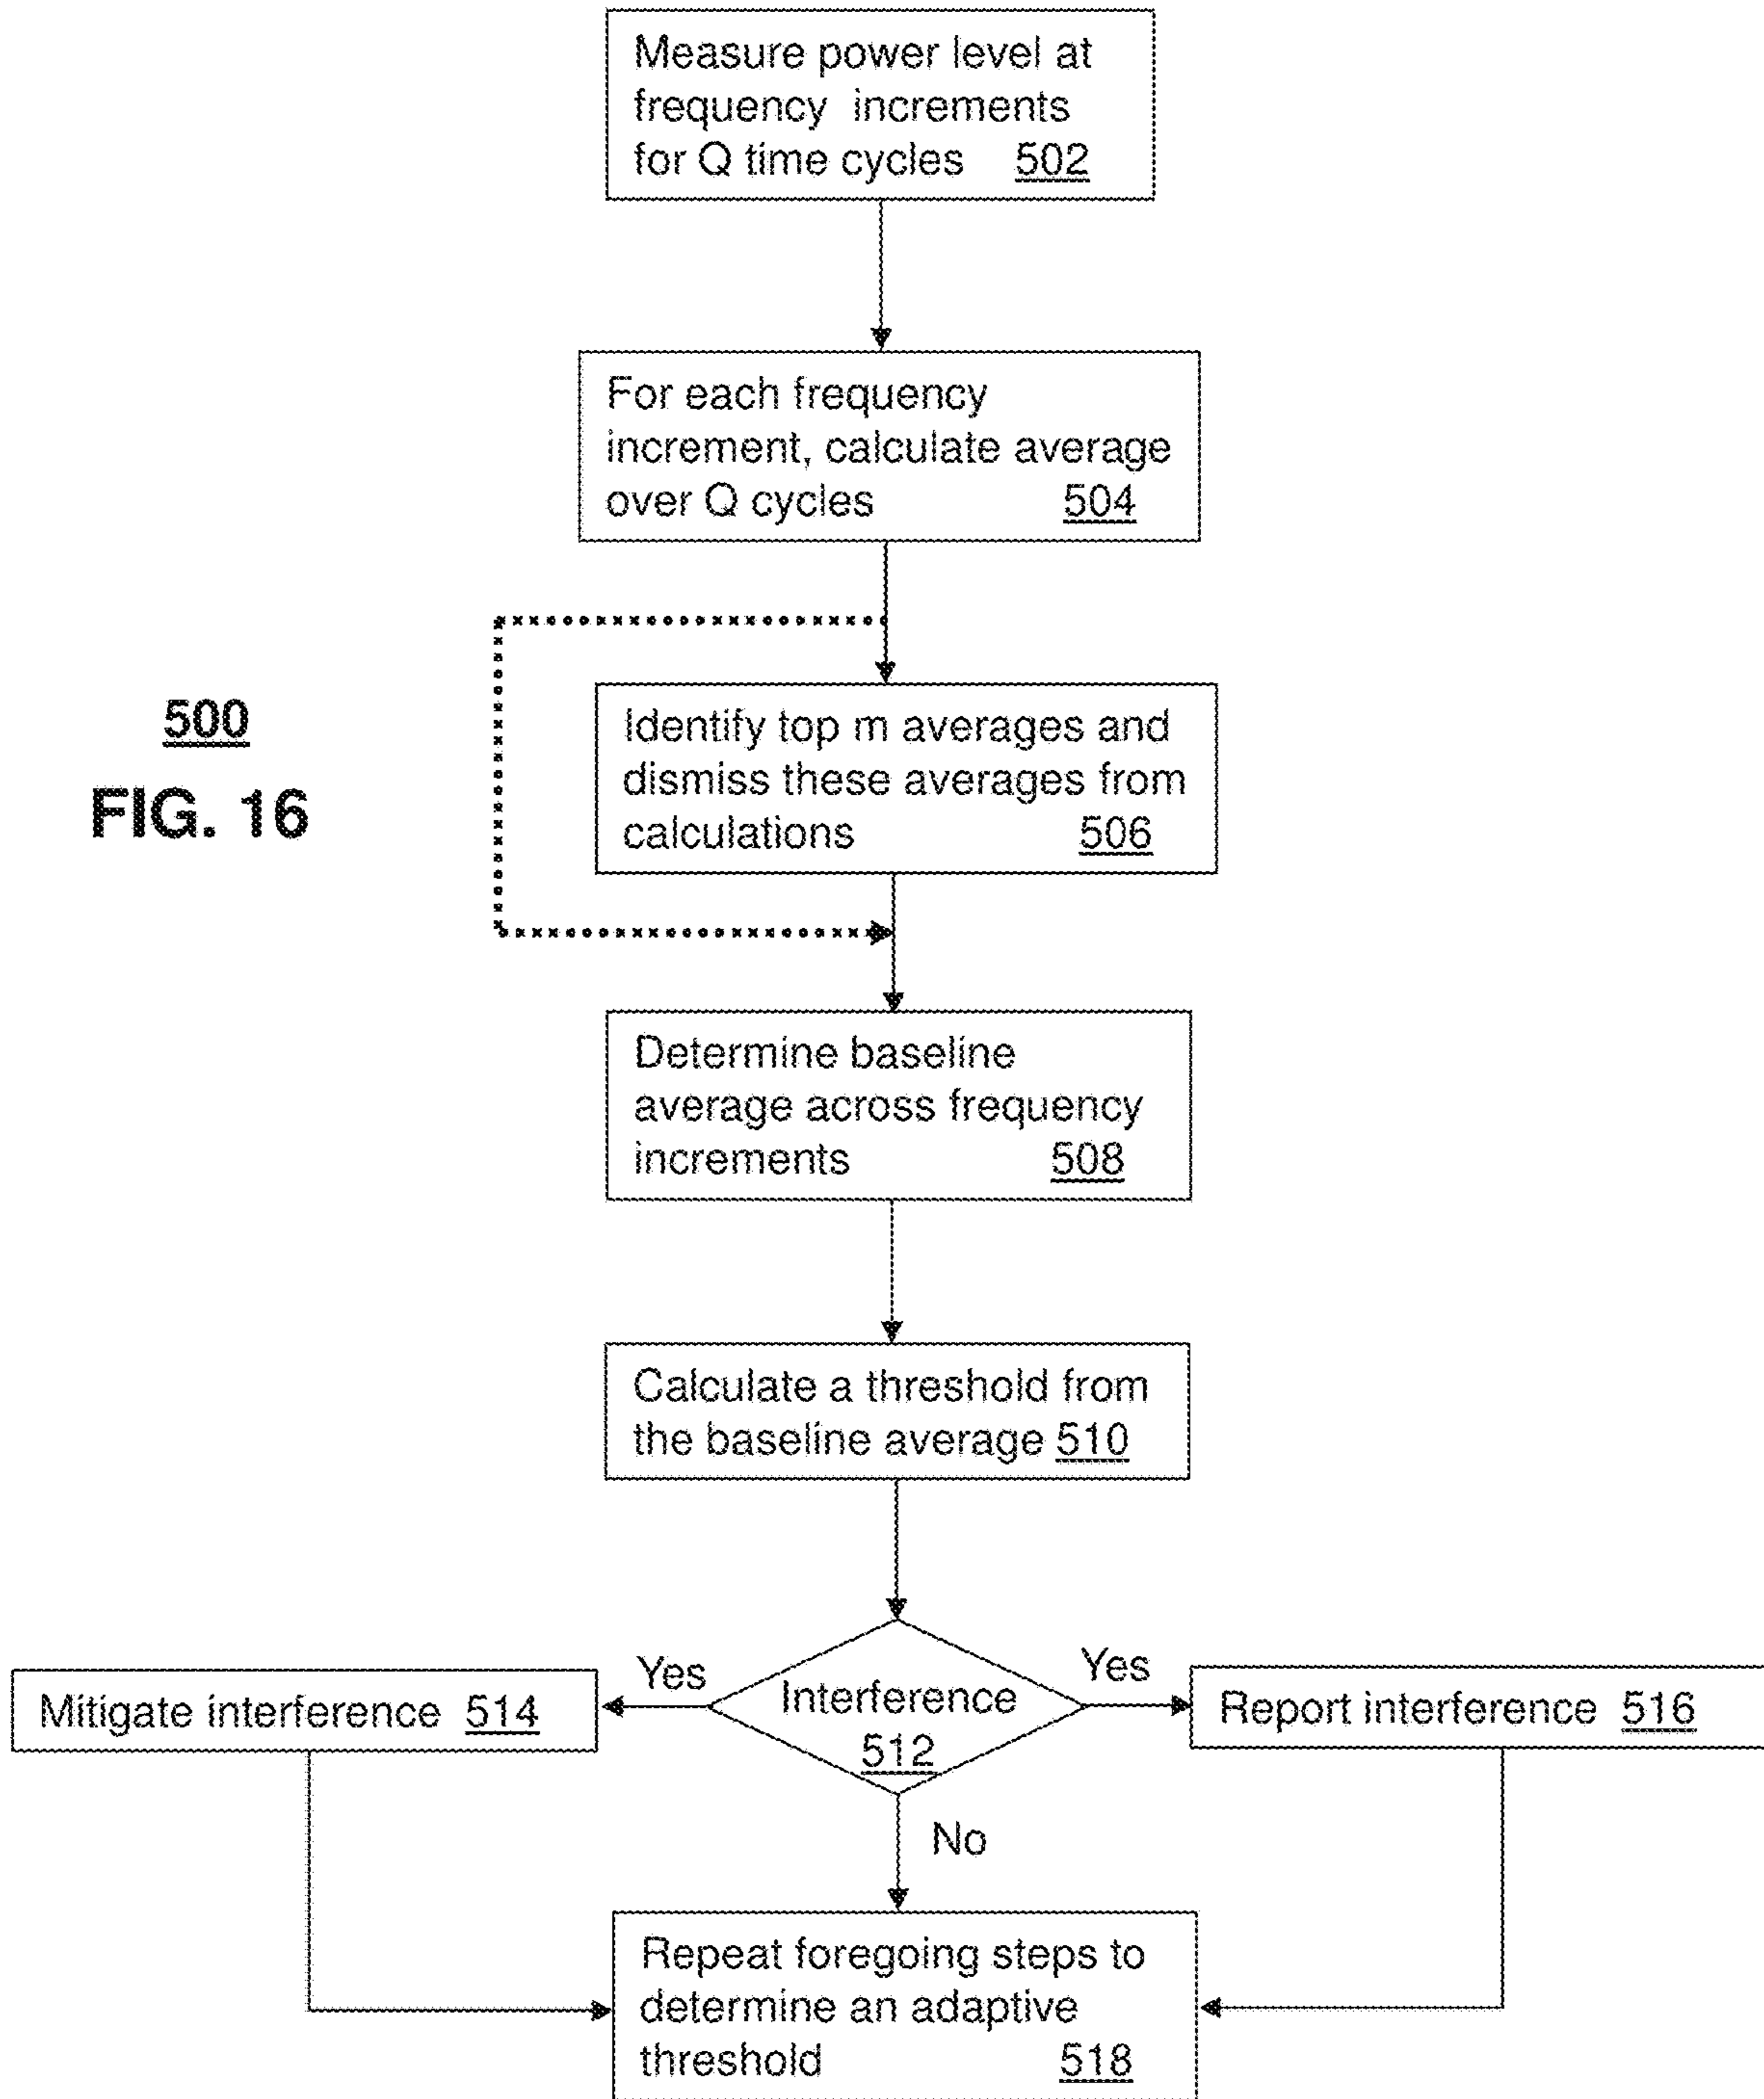 Measure power level at
frequency increments
for Q time cycles 502
For each frequency
increment, calculate average
over Q cycles 504
500
FIG. 16
Identify top m averages and
dismiss these averages from
calculations 506
Determine baseline
average across frequency
increments 508
Calculate a threshold from
the baseline average 510
Yes
Yes
Mitigate interference 514
Interference
512
Report interference 516
No
Repeat foregoing steps to
determine an adaptive
threshold 518